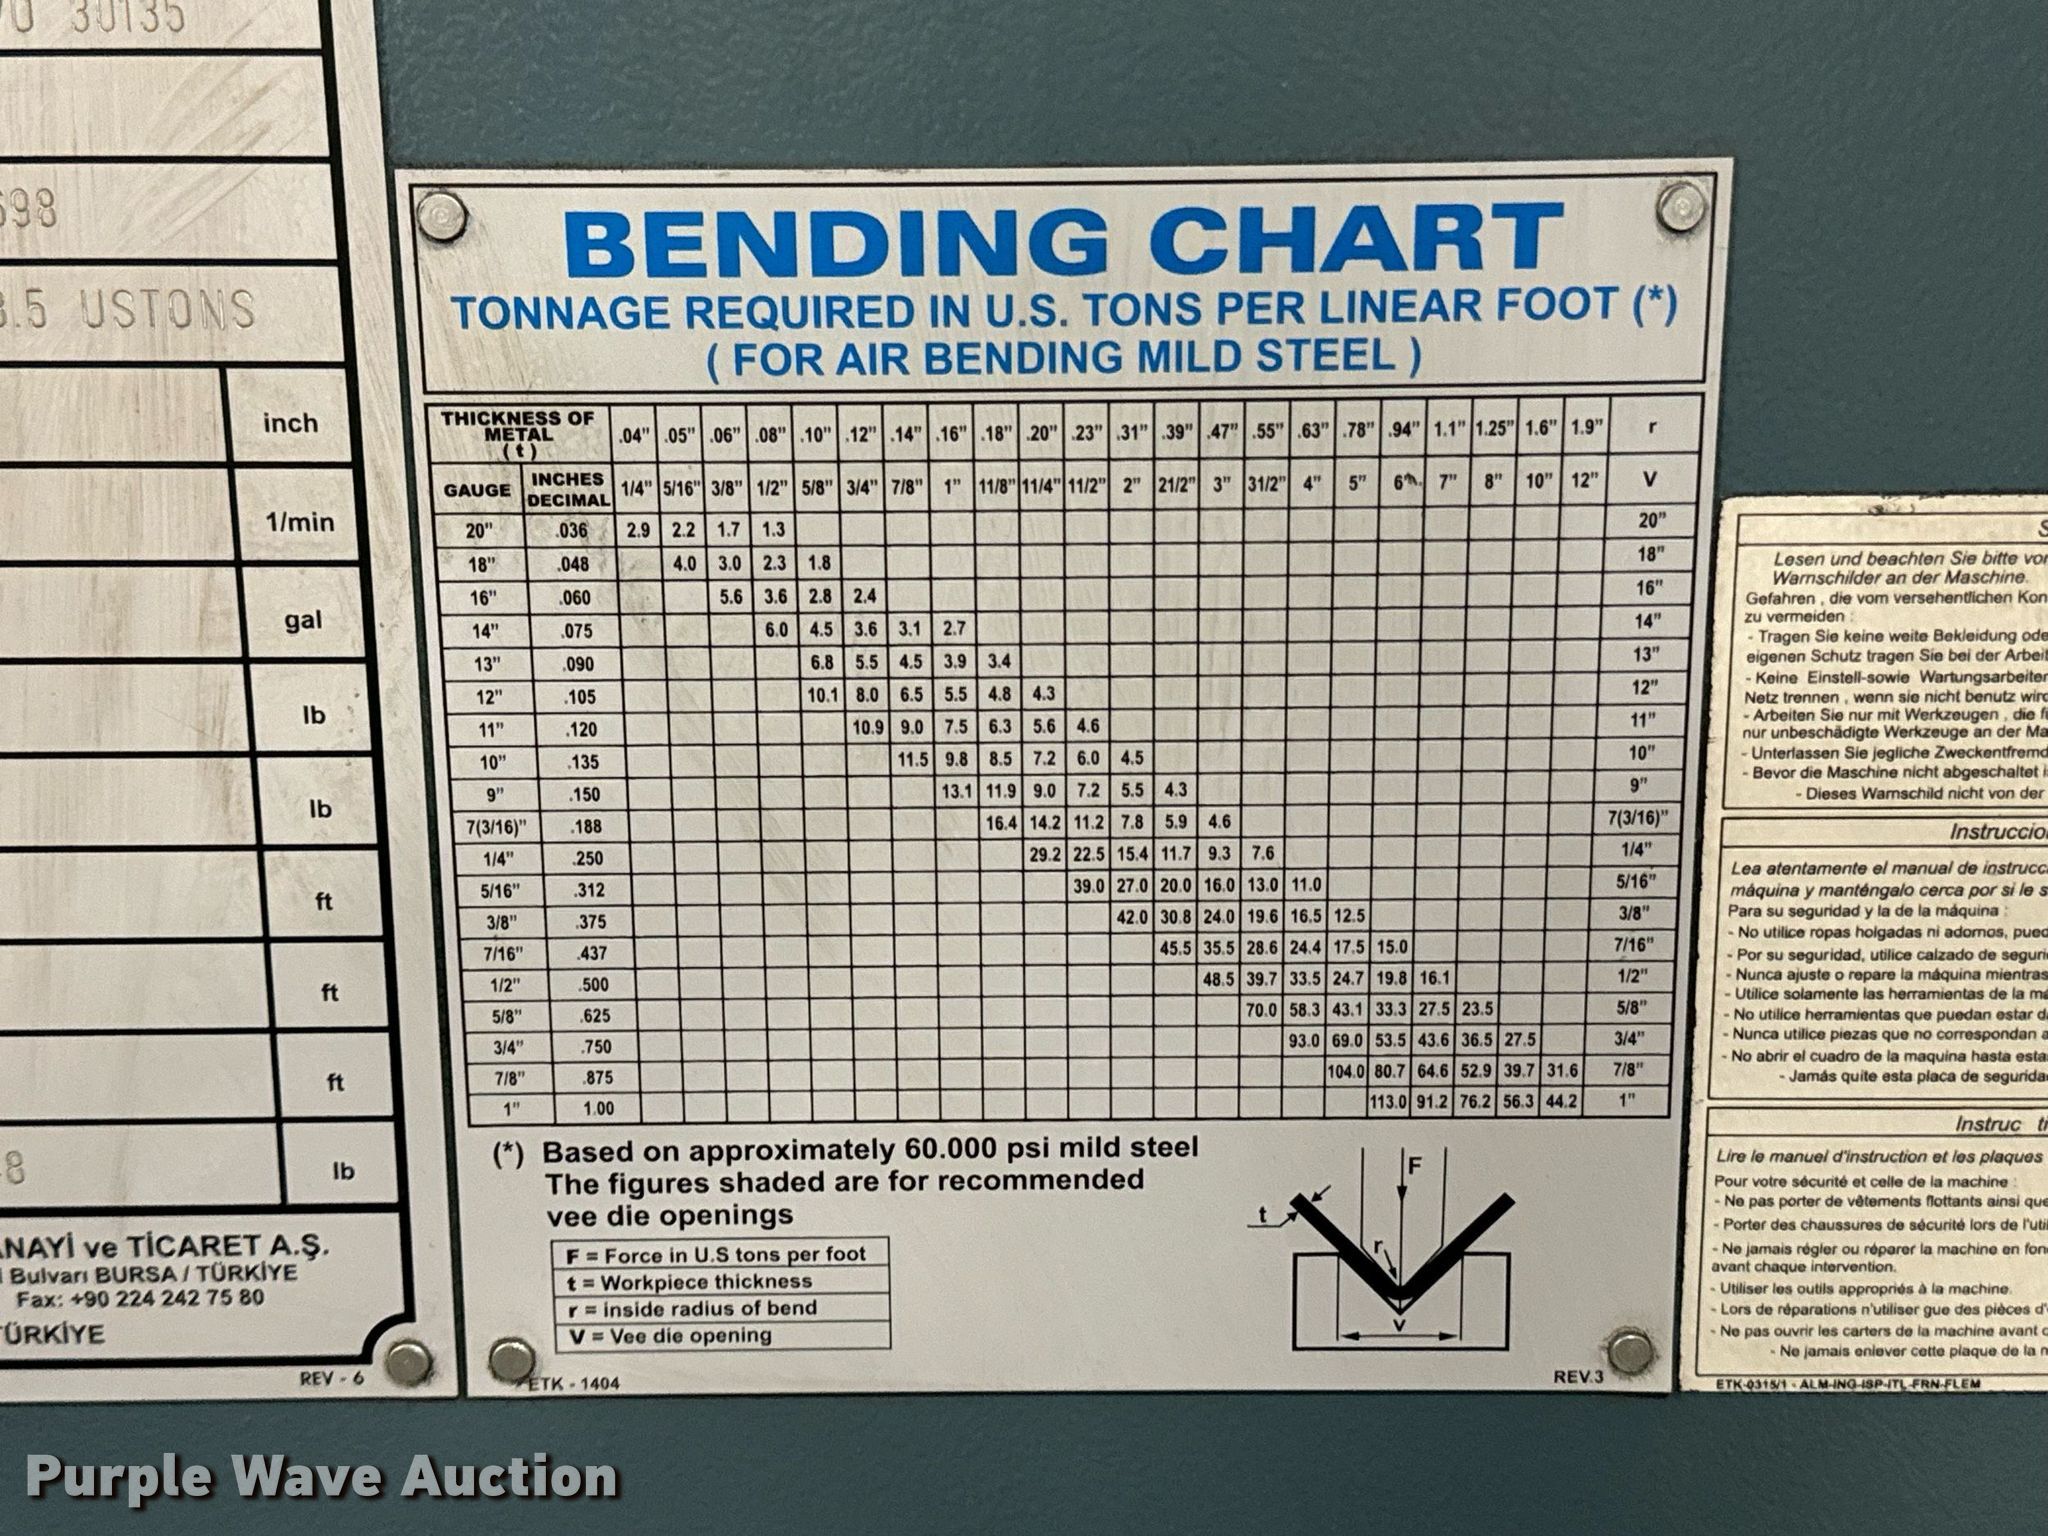 30135
698
.5 USTONS
inch
1/min
gal
lb
lb
ft
ft
ft
8
lb
ve TİCARET A.Ş.
Bulvarı BURSA / TÜRKİYE
Fax: +90 224 242 75 80
TÜRKİYE
REV - 6
BENDING CHART
TONNAGE REQUIRED IN U.S. TONS PER LINEAR FOOT (*)
( FOR AIR BENDING MILD STEEL )
THICKNESS OF METAL (t) .04" .05" .06" .08" .10" .12" .14" .16" .18" .20" .23" .31" .39" .47" .55" .63" .78" .94" 1.1" 1.25" 1.6" 1.9" r
GAUGE INCHES DECIMAL 1/4" 5/16" 3/8" 1/2" 5/8" 3/4" 7/8" 1" 11/8" 11/4" 11/2" 2" 21/2" 3" 31/2" 4" 5" 6" 7" 8" 10" 12" V
20" .036 2.9 2.2 1.7 1.3 20"
18" .048 4.0 3.0 2.3 1.8 18"
16" .060 5.6 3.6 2.8 2.4 16"
14" .075 6.0 4.5 3.6 3.1 2.7 14"
13" .090 6.8 5.5 4.5 3.9 3.4 13"
12" .105 10.1 8.0 6.5 5.5 4.8 4.3 12"
11" .120 10.9 9.0 7.5 6.3 5.6 4.6 11"
10" .135 11.5 9.8 8.5 7.2 6.0 4.5 10"
9" .150 13.1 11.9 9.0 7.2 5.5 4.3 9"
7(3/16)" .188 16.4 14.2 11.2 7.8 5.9 4.6 7(3/16)"
1/4" .250 29.2 22.5 15.4 11.7 9.3 7.6 1/4"
5/16" .312 39.0 27.0 20.0 16.0 13.0 11.0 5/16"
3/8" .375 42.0 30.8 24.0 19.6 16.5 12.5 3/8"
7/16" .437 45.5 35.5 28.6 24.4 17.5 15.0 7/16"
1/2" .500 48.5 39.7 33.5 24.7 19.8 16.1 1/2"
5/8" .625 70.0 58.3 43.1 33.3 27.5 23.5 5/8"
3/4" .750 93.0 69.0 53.5 43.6 36.5 27.5 3/4"
7/8" .875 104.0 80.7 64.6 52.9 39.7 31.6 7/8"
1" 1.00 113.0 91.2 76.2 56.3 44.2 1"
(*) Based on approximately 60.000 psi mild steel
The figures shaded are for recommended
vee die openings
F = Force in U.S tons per foot
t = Workpiece thickness
r = inside radius of bend
V = Vee die opening
F
t
r
V
ETK - 1404
REV.3
S
Lesen und beachten Sie bitte vor
Warnschilder an der Maschine.
Gefahren , die vom versehentlichen Kon
zu vermeiden :
- Tragen Sie keine weite Bekleidung ode
eigenen Schutz tragen Sie bei der Arbeit
- Keine Einstell-sowie Wartungsarbeiten
Netz trennen , wenn sie nicht benutz wird
- Arbeiten Sie nur mit Werkzeugen , die f
nur unbeschädigte Werkzeuge an der Ma
- Unterlassen Sie jegliche Zweckentfremd
- Bevor die Maschine nicht abgeschaltet i
- Dieses Warnschild nicht von der
Instruccio
Lea atentamente el manual de instrucc
máquina y manténgalo cerca por si le s
Para su seguridad y la de la máquina :
- No utilice ropas holgadas ni adornos, pued
- Por su seguridad, utilice calzado de seguri
- Nunca ajuste o repare la máquina mientras
- Utilice solamente las herramientas de la má
- No utilice herramientas que puedan estar da
- Nunca utilice piezas que no correspondan a
- No abrir el cuadro de la maquina hasta esta
- Jamás quite esta placa de segurida
Instruc ti
Lire le manuel d'instruction et les plaques
Pour votre sécurité et celle de la machine :
- Ne pas porter de vêtements flottants ainsi que
- Porter des chaussures de sécurité lors de l'util
- Ne jamais régler ou réparer la machine en fon
avant chaque intervention.
- Utiliser les outils appropriés à la machine.
- Lors de réparations n'utiliser gue des pièces d'
- Ne pas ouvrir les carters de la machine avant
- Ne jamais enlever cette plaque de la
ETK-0315/1 - ALM-ING-ISP-ITL-FRN-FLEM
Purple Wave Auction